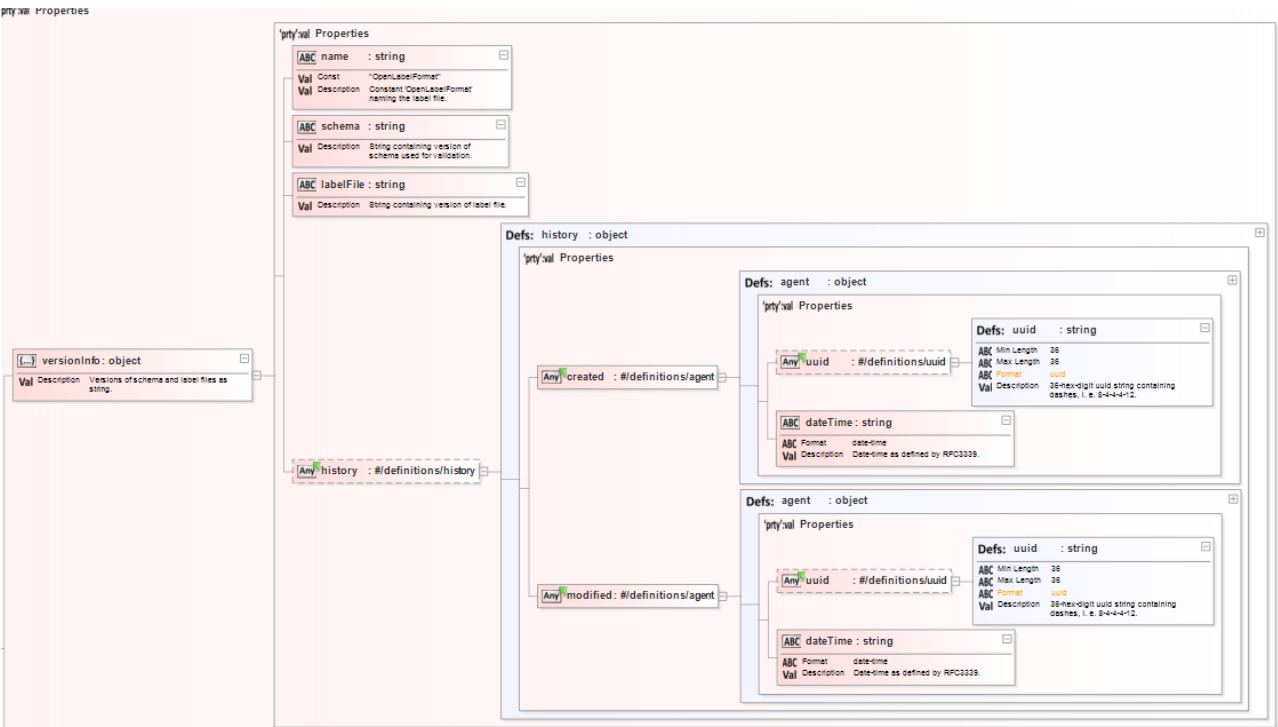 'prty':val Properties
'prty':val Properties
ABC name : string
Val Const "OpenLabelFormat"
Val Description Constant 'OpenLabelFormat'
naming the label file.
ABC schema : string
Val Description String containing version of
schema used for validation.
ABC labelFile : string
Val Description String containing version of label file.
Defs: history : object
'prty':val Properties
Defs: agent : object
'prty':val Properties
Defs: uuid : string
ABC Min Length 36
ABC Max Length 36
ABC Format uuid
Val Description 36-hex-digit uuid string containing
dashes, i. e. 8-4-4-4-12.
Any uuid : #/definitions/uuid
{...} versionInfo : object
Val Description Versions of schema and label files as
string.
Any created : #/definitions/agent
ABC dateTime : string
ABC Format date-time
Val Description Date-time as defined by RFC3339.
Any history : #/definitions/history
Defs: agent : object
'prty':val Properties
Defs: uuid : string
ABC Min Length 36
ABC Max Length 36
ABC Format uuid
Val Description 36-hex-digit uuid string containing
dashes, i. e. 8-4-4-4-12.
Any uuid : #/definitions/uuid
Any modified : #/definitions/agent
ABC dateTime : string
ABC Format date-time
Val Description Date-time as defined by RFC3339.